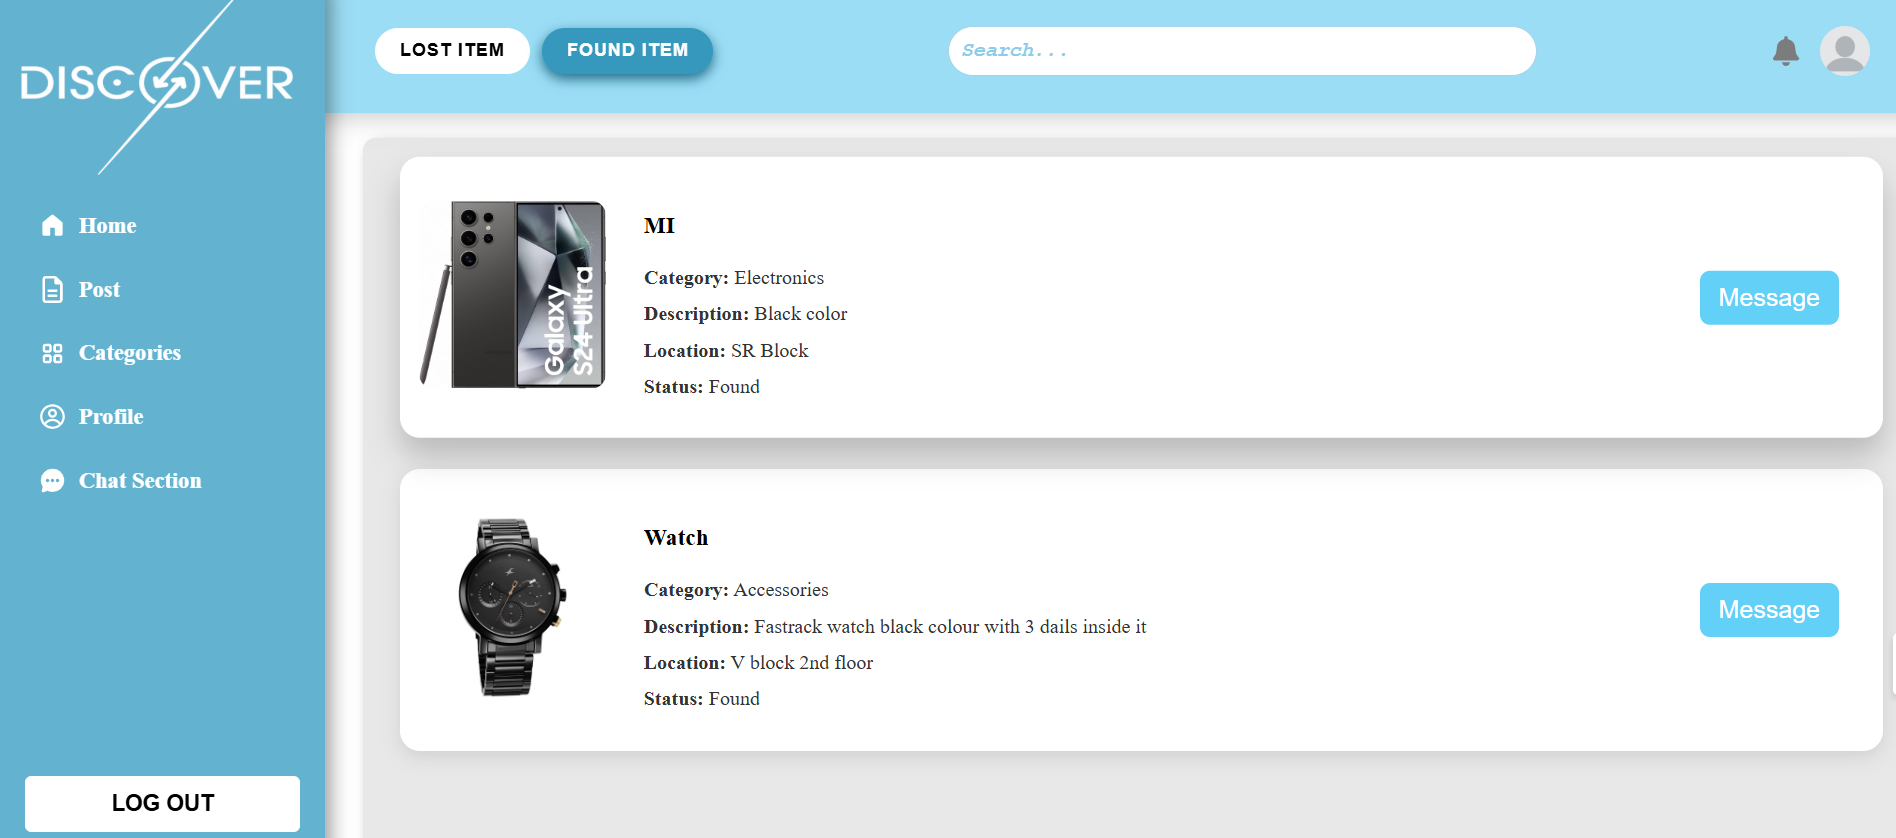 DISCOVER
LOST ITEM
FOUND ITEM
Search...
Home
Post
Categories
Profile
Chat Section
LOG OUT
Galaxy
S24 Ultra
MI
Category: Electronics
Description: Black color
Location: SR Block
Status: Found
Message
Watch
Category: Accessories
Description: Fastrack watch black colour with 3 dails inside it
Location: V block 2nd floor
Status: Found
Message